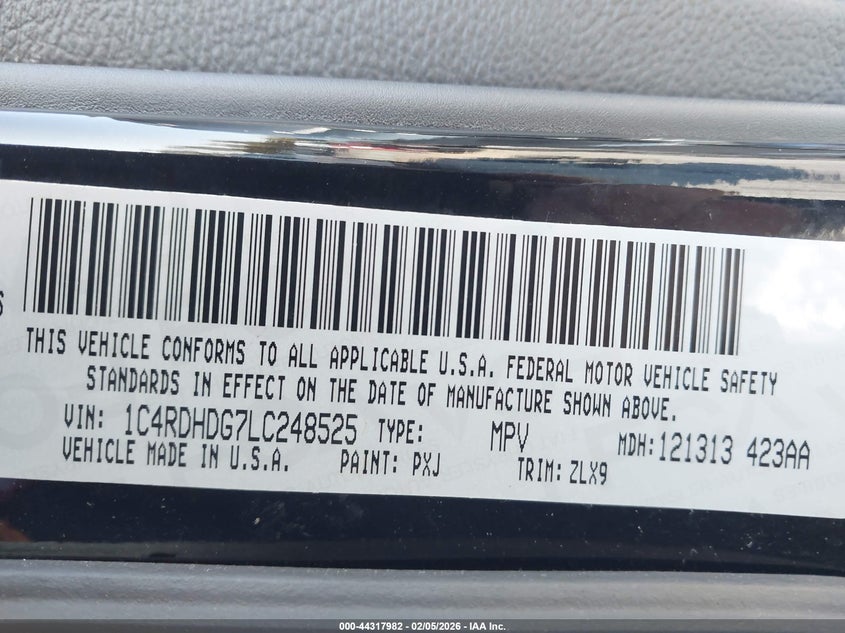 THIS VEHICLE CONFORMS TO ALL APPLICABLE U.S.A. FEDERAL MOTOR VEHICLE SAFETY
STANDARDS IN EFFECT ON THE DATE OF MANUFACTURE SHOWN ABOVE.
VIN: 1C4RDHDG7LC248525 TYPE: MPV MDH:121313 423AA
VEHICLE MADE IN U.S.A. PAINT: PXJ TRIM: ZLX9
000-44317982 - 02/05/2026 - IAA Inc.